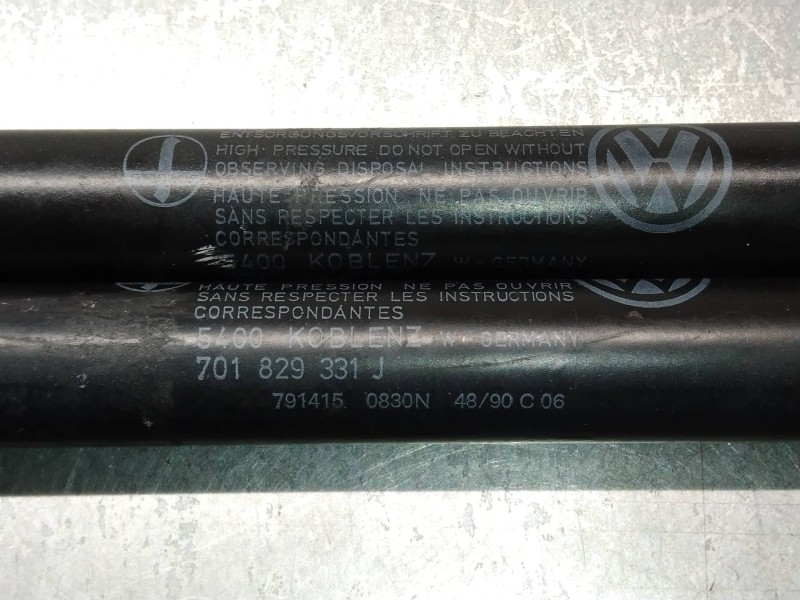 ENTSORGUNGSVORSCHRIFT ZU BEACHTEN
HIGH PRESSURE DO NOT OPEN WITHOUT
OBSERVING DISPOSAL INSTRUCTIONS
HAUTE PRESSION NE PAS OUVRIR
SANS RESPECTER LES INSTRUCTIONS
CORRESPONDANTES
5400 KOBLENZ W-GERMANY
HAUTE PRESSION NE PAS OUVRIR
SANS RESPECTER LES INSTRUCTIONS
CORRESPONDANTES
5400 KOBLENZ W-GERMANY
701 829 331 J
791415 0830N 48/90 C 06